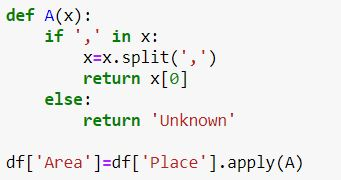 def A(x):
    if ',' in x:
        x=x.split(',')
        return x[0]
    else:
        return 'Unknown'

df['Area']=df['Place'].apply(A)